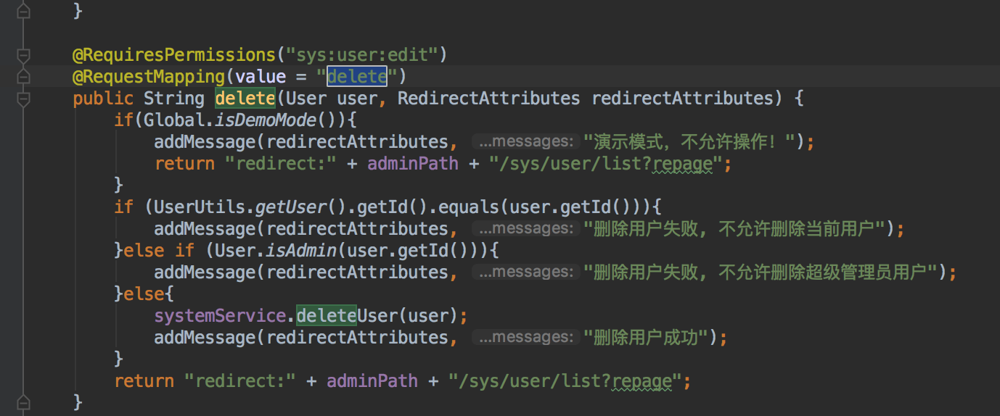 }
@RequiresPermissions("sys:user:edit")
@RequestMapping(value = "delete")
public String delete(User user, RedirectAttributes redirectAttributes) {
if(Global.isDemoMode()){
addMessage(redirectAttributes, ...messages: "演示模式，不允许操作！");
return "redirect:" + adminPath + "/sys/user/list?repage";
}
if (UserUtils.getUser().getId().equals(user.getId())){
addMessage(redirectAttributes, ...messages: "删除用户失败, 不允许删除当前用户");
}else if (User.isAdmin(user.getId())){
addMessage(redirectAttributes, ...messages: "删除用户失败, 不允许删除超级管理员用户");
}else{
systemService.deleteUser(user);
addMessage(redirectAttributes, ...messages: "删除用户成功");
}
return "redirect:" + adminPath + "/sys/user/list?repage";
}